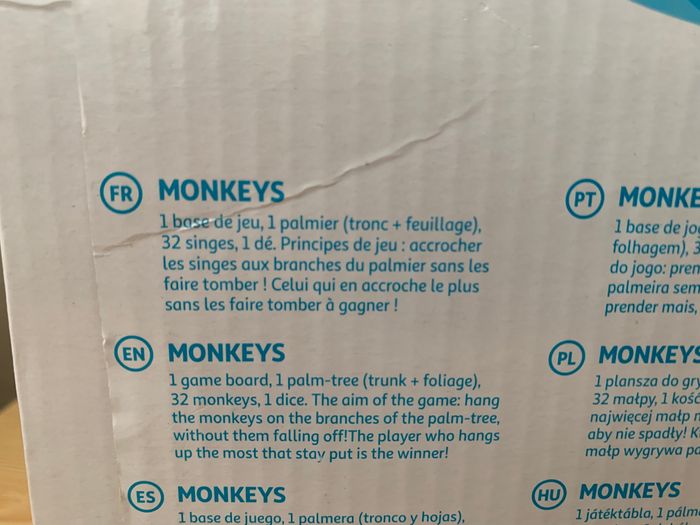 FR MONKEYS
1 base de jeu, 1 palmier (tronc + feuillage),
32 singes, 1 dé. Principes de jeu : accrocher
les singes aux branches du palmier sans les
faire tomber ! Celui qui en accroche le plus
sans les faire tomber à gagner !
EN MONKEYS
1 game board, 1 palm-tree (trunk + foliage),
32 monkeys, 1 dice. The aim of the game: hang
the monkeys on the branches of the palm-tree,
without them falling off!The player who hangs
up the most that stay put is the winner!
ES MONKEYS
1 base de juego, 1 palmera (tronco y hojas),
PT MONKE
1 base de jo
folhagem), 3
do jogo: pren
palmeira sem
prender mais,
PL MONKEYS
1 plansza do gry
32 małpy, 1 kość
najwięcej małp n
aby nie spadły! K
małp wygrywa pa
HU MONKEYS
1 játéktábla, 1 pálm